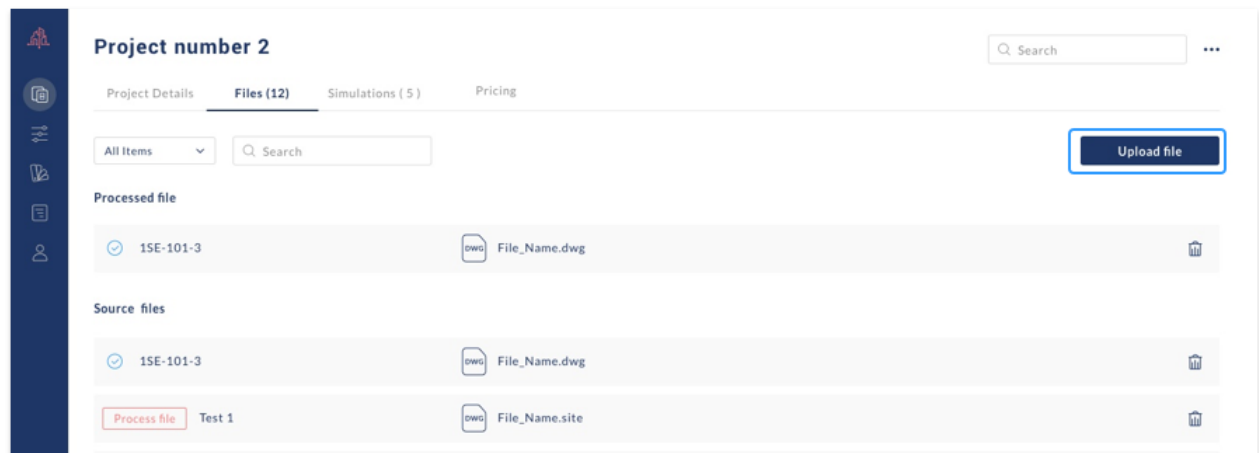 Project number 2
Search
Project Details Files (12) Simulations ( 5 ) Pricing
All Items Search Upload file
Processed file
1SE-101-3 DWG File_Name.dwg
Source files
1SE-101-3 DWG File_Name.dwg
Process file Test 1 DWG File_Name.site